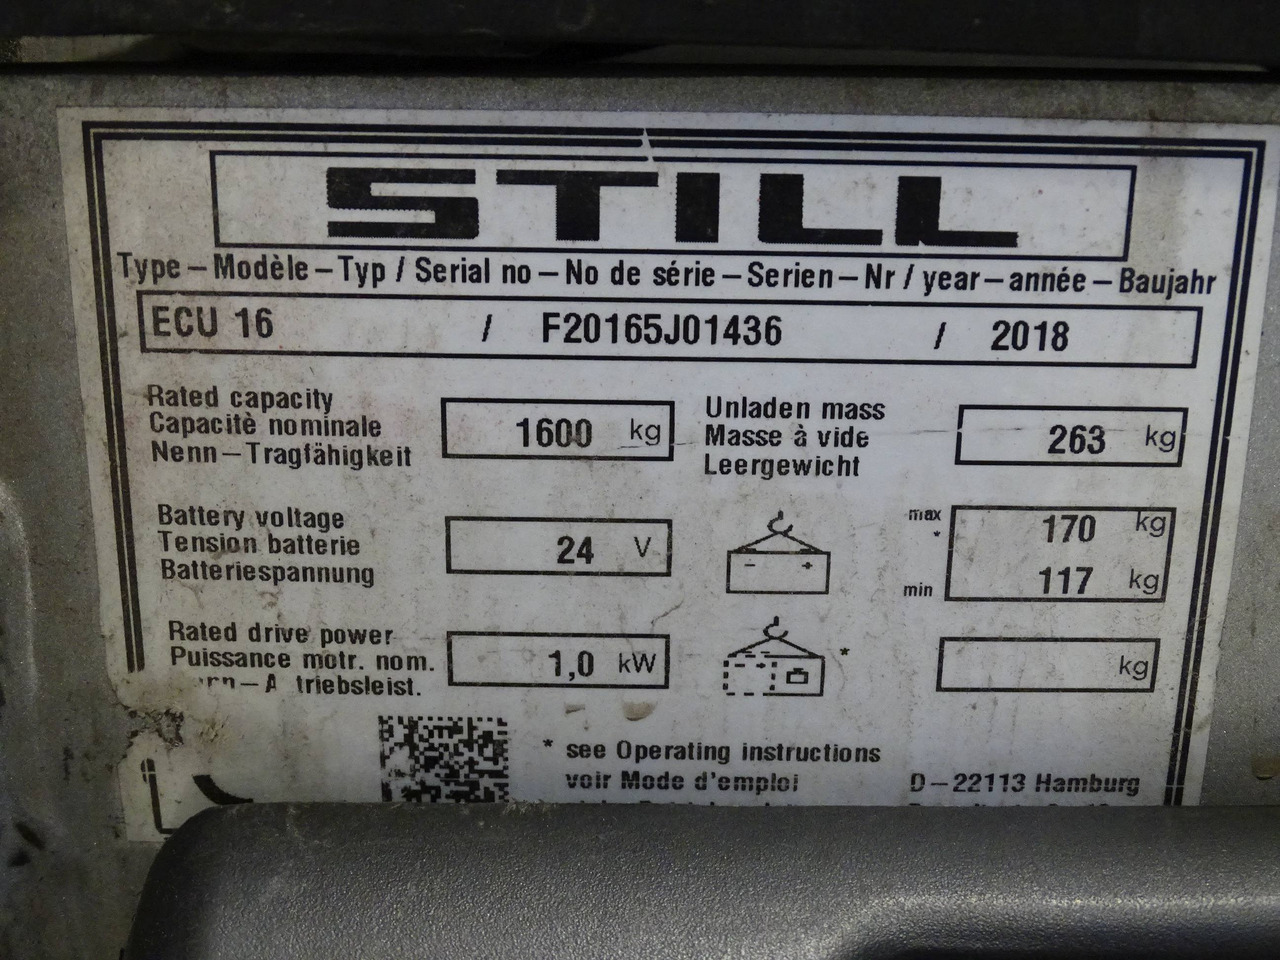 STILL
Type – Modèle – Typ / Serial no – No de série – Serien – Nr / year – année – Baujahr
ECU 16 / F20165J01436 / 2018
Rated capacity
Capacitè nominale
Nenn – Tragfähigkeit
1600 kg
Unladen mass
Masse à vide
Leergewicht
263 kg
Battery voltage
Tension batterie
Batteriespannung
24 V
max
*
min
170 kg
117 kg
Rated drive power
Puissance motr. nom.
triebsleist.
1,0 kW
*
kg
* see Operating instructions
voir Mode d'emploi
D – 22113 Hamburg